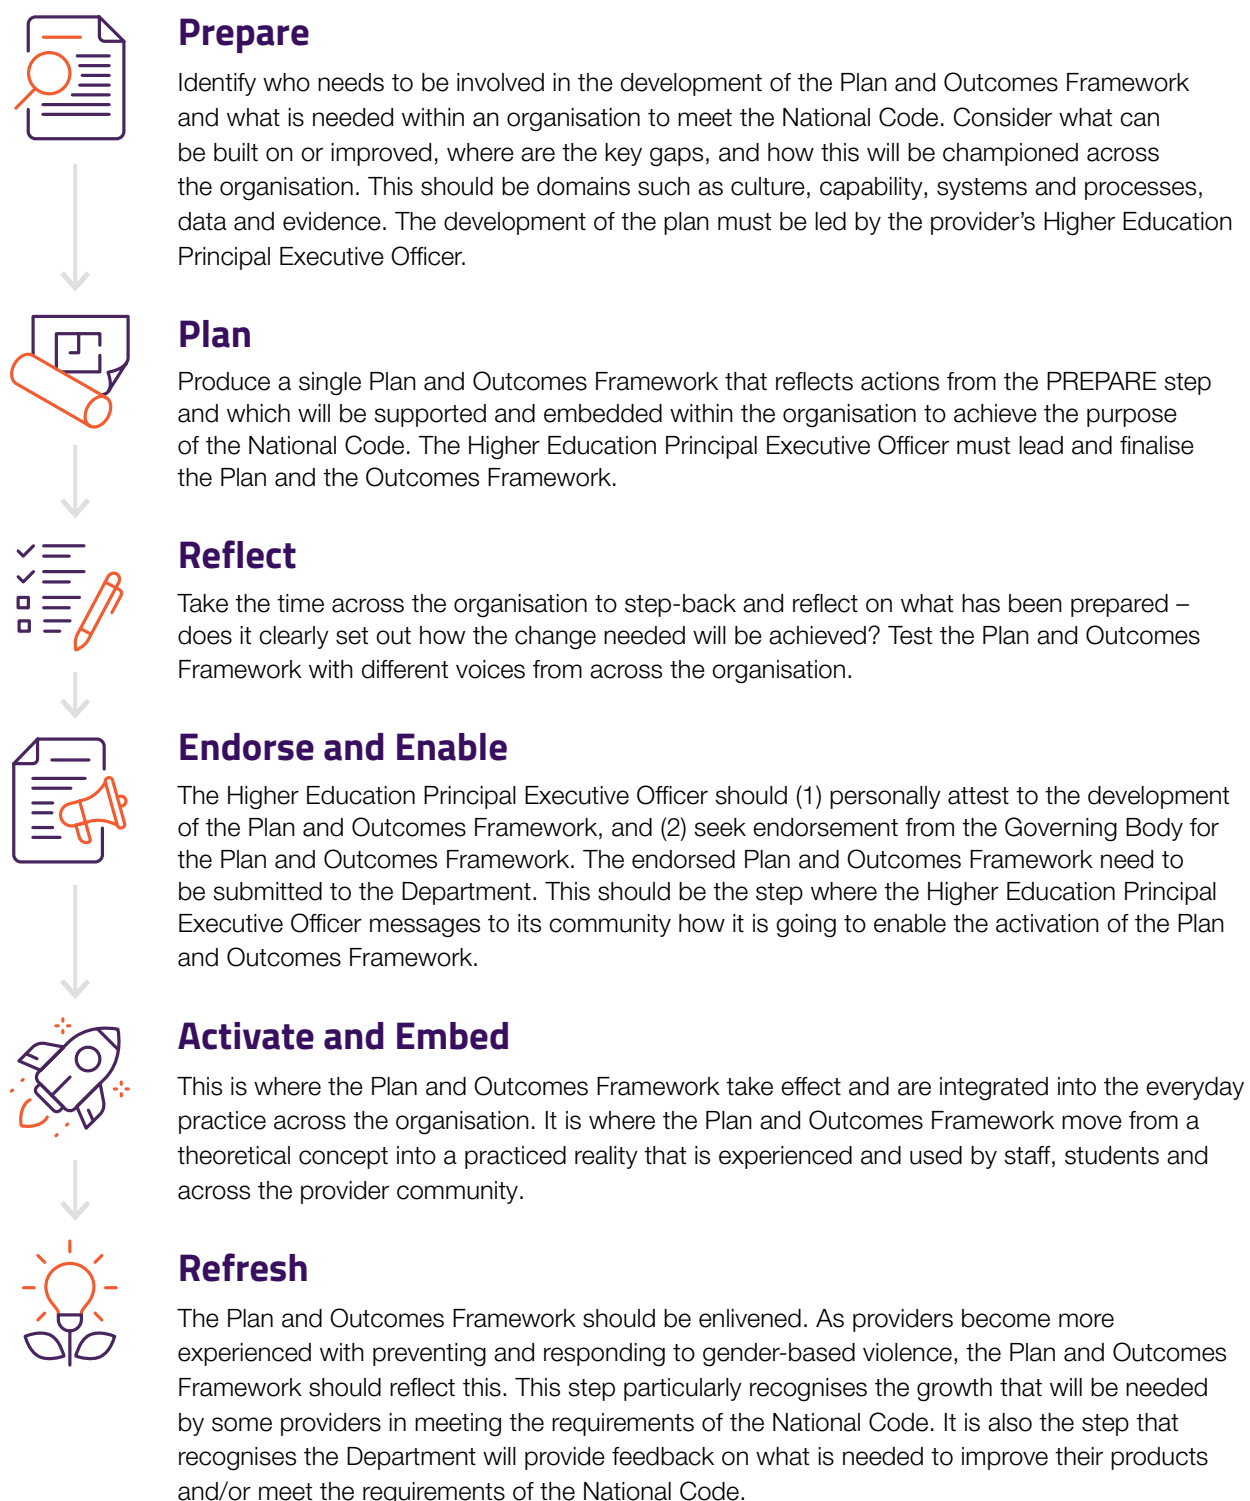 Prepare
Identify who needs to be involved in the development of the Plan and Outcomes Framework
and what is needed within an organisation to meet the National Code. Consider what can
be built on or improved, where are the key gaps, and how this will be championed across
the organisation. This should be domains such as culture, capability, systems and processes,
data and evidence. The development of the plan must be led by the provider’s Higher Education
Principal Executive Officer.
Plan
Produce a single Plan and Outcomes Framework that reflects actions from the PREPARE step
and which will be supported and embedded within the organisation to achieve the purpose
of the National Code. The Higher Education Principal Executive Officer must lead and finalise
the Plan and the Outcomes Framework.
Reflect
Take the time across the organisation to step-back and reflect on what has been prepared –
does it clearly set out how the change needed will be achieved? Test the Plan and Outcomes
Framework with different voices from across the organisation.
Endorse and Enable
The Higher Education Principal Executive Officer should (1) personally attest to the development
of the Plan and Outcomes Framework, and (2) seek endorsement from the Governing Body for
the Plan and Outcomes Framework. The endorsed Plan and Outcomes Framework need to
be submitted to the Department. This should be the step where the Higher Education Principal
Executive Officer messages to its community how it is going to enable the activation of the Plan
and Outcomes Framework.
Activate and Embed
This is where the Plan and Outcomes Framework take effect and are integrated into the everyday
practice across the organisation. It is where the Plan and Outcomes Framework move from a
theoretical concept into a practiced reality that is experienced and used by staff, students and
across the provider community.
Refresh
The Plan and Outcomes Framework should be enlivened. As providers become more
experienced with preventing and responding to gender-based violence, the Plan and Outcomes
Framework should reflect this. This step particularly recognises the growth that will be needed
by some providers in meeting the requirements of the National Code. It is also the step that
recognises the Department will provide feedback on what is needed to improve their products
and/or meet the requirements of the National Code.